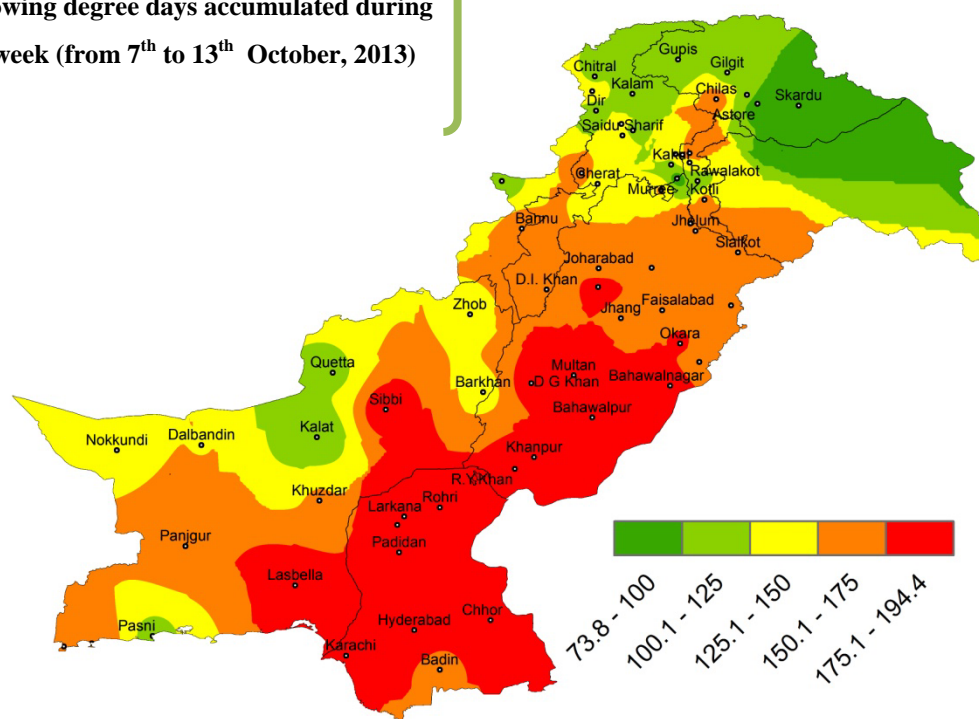 owing degree days accumulated during
week (from 7th to 13th October, 2013)
Gupis
Chitral
Gilgit
Kalam
Chilas
Skardu
Dir
Astore
Saidu Sharif
Cherat
Rawalakot
Murree
Kotli
Bannu
Jhelum
Sialkot
Joharabad
D.I. Khan
Zhob
Jhang
Faisalabad
Okara
Quetta
Multan
D G Khan
Bahawalnagar
Barkhan
Sibbi
Bahawalpur
Kalat
Nokkundi
Dalbandin
Khanpur
R.Y.Khan
Khuzdar
Rohri
Larkana
Panjgur
Padidan
Lasbella
Chhor
Hyderabad
Pasni
Karachi
Badin
73.8 - 100
100.1 - 125
125.1 - 150
150.1 - 175
175.1 - 194.4